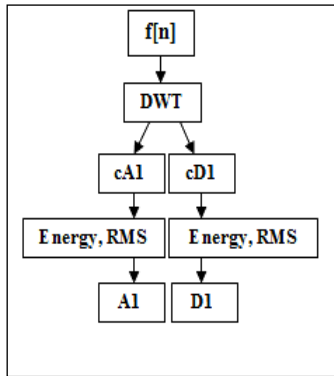 f[n]
DWT
cA1 cD1
Energy, RMS Energy, RMS
A1 D1